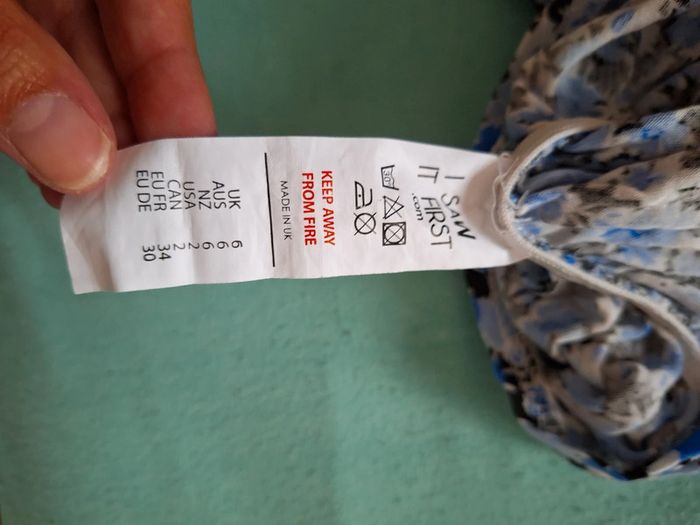 I SAW
IT FIRST
.com
30
KEEP AWAY
FROM FIRE
MADE IN UK
UK 6
AUS 6
NZ 6
USA 2
CAN 2
EU FR 34
EU DE 30